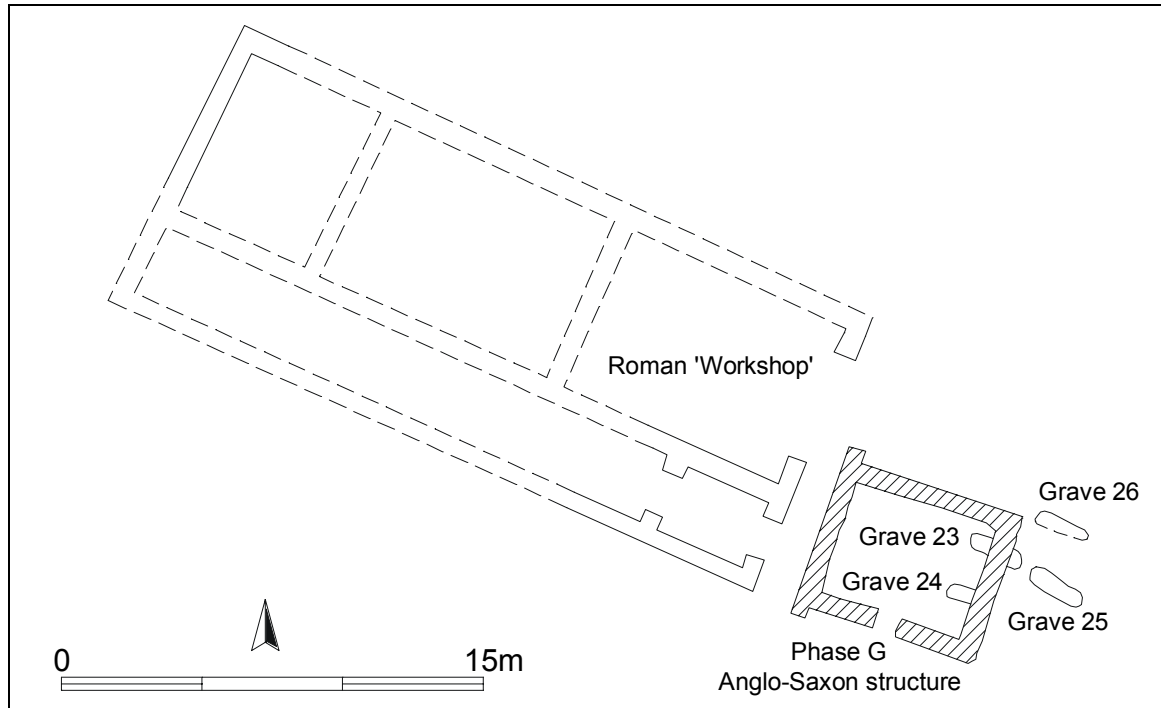 Roman 'Workshop'
Grave 26
Grave 23
Grave 24
Grave 25
Phase G
Anglo-Saxon structure
0
15m